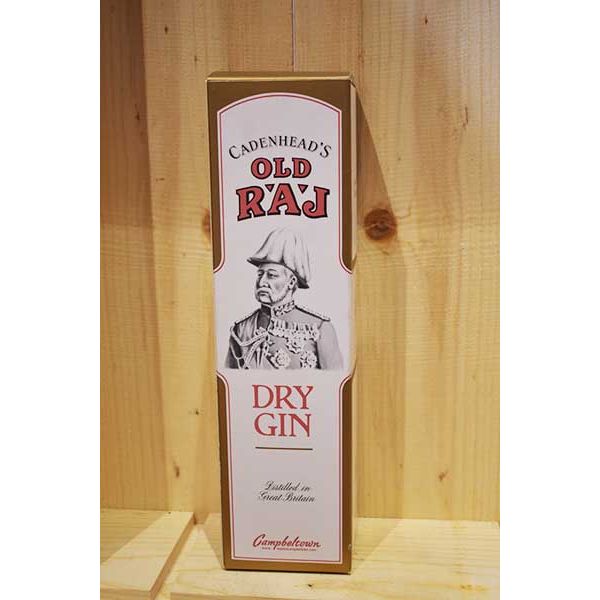 CADENHEAD'S
OLD
RAJ
DRY
GIN
Distilled in
Great Britain
Campbeltown